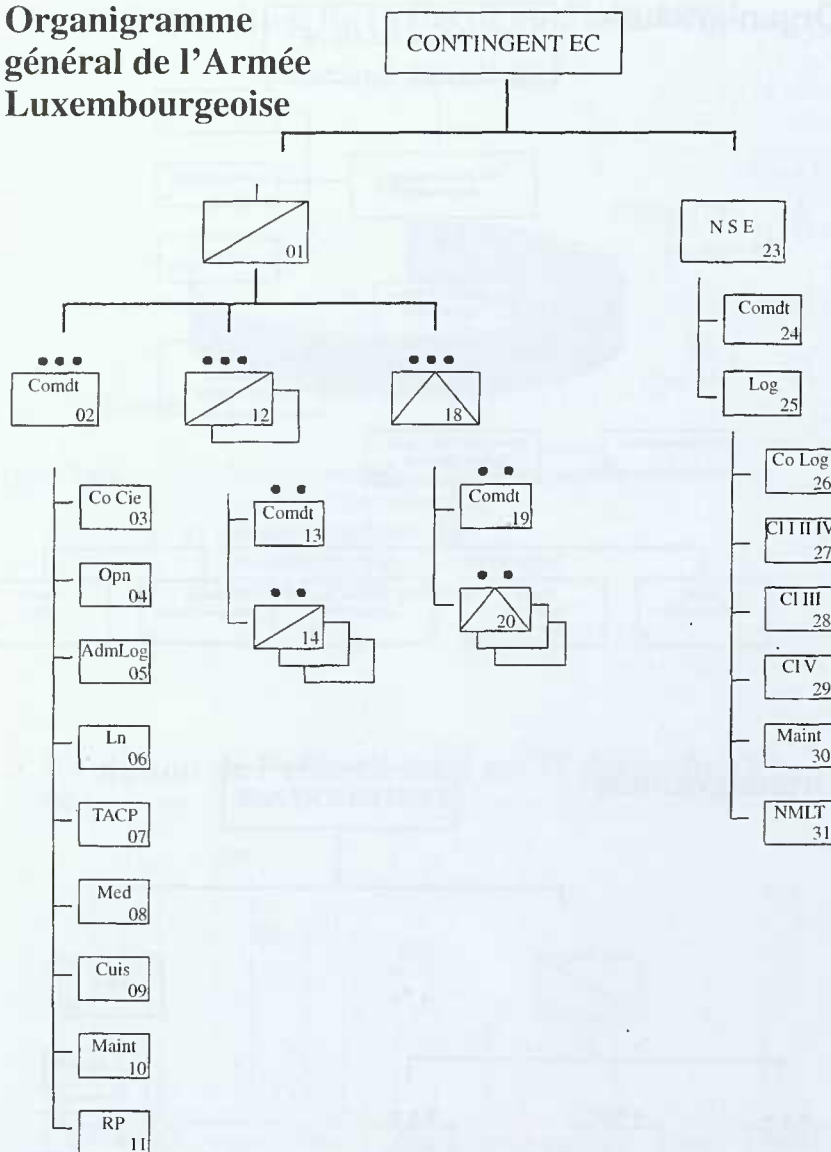 Organigramme
général de l'Armée
Luxembourgeoise
CONTINGENT EC
01
N S E
23
Comdt
24
Log
25
Comdt
02
12
18
Co Cie
03
Opn
04
AdmLog
05
Ln
06
TACP
07
Med
08
Cuis
09
Maint
10
RP
11
Comdt
13
14
Comdt
19
20
Co Log
26
Cl I II IV
27
Cl III
28
Cl V
29
Maint
30
NMLT
31